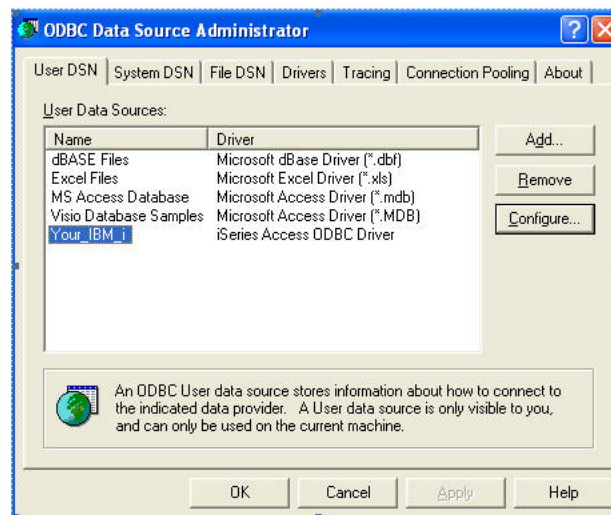 ODBC Data Source Administrator
User DSN System DSN File DSN Drivers Tracing Connection Pooling About
User Data Sources:
Name Driver
dBASE Files Microsoft dBase Driver (*.dbf)
Excel Files Microsoft Excel Driver (*.xls)
MS Access Database Microsoft Access Driver (*.mdb)
Visio Database Samples Microsoft Access Driver (*.MDB)
Your_IBM_i iSeries Access ODBC Driver
Add...
Remove
Configure...
An ODBC User data source stores information about how to connect to
the indicated data provider. A User data source is only visible to you,
and can only be used on the current machine.
OK Cancel Apply Help